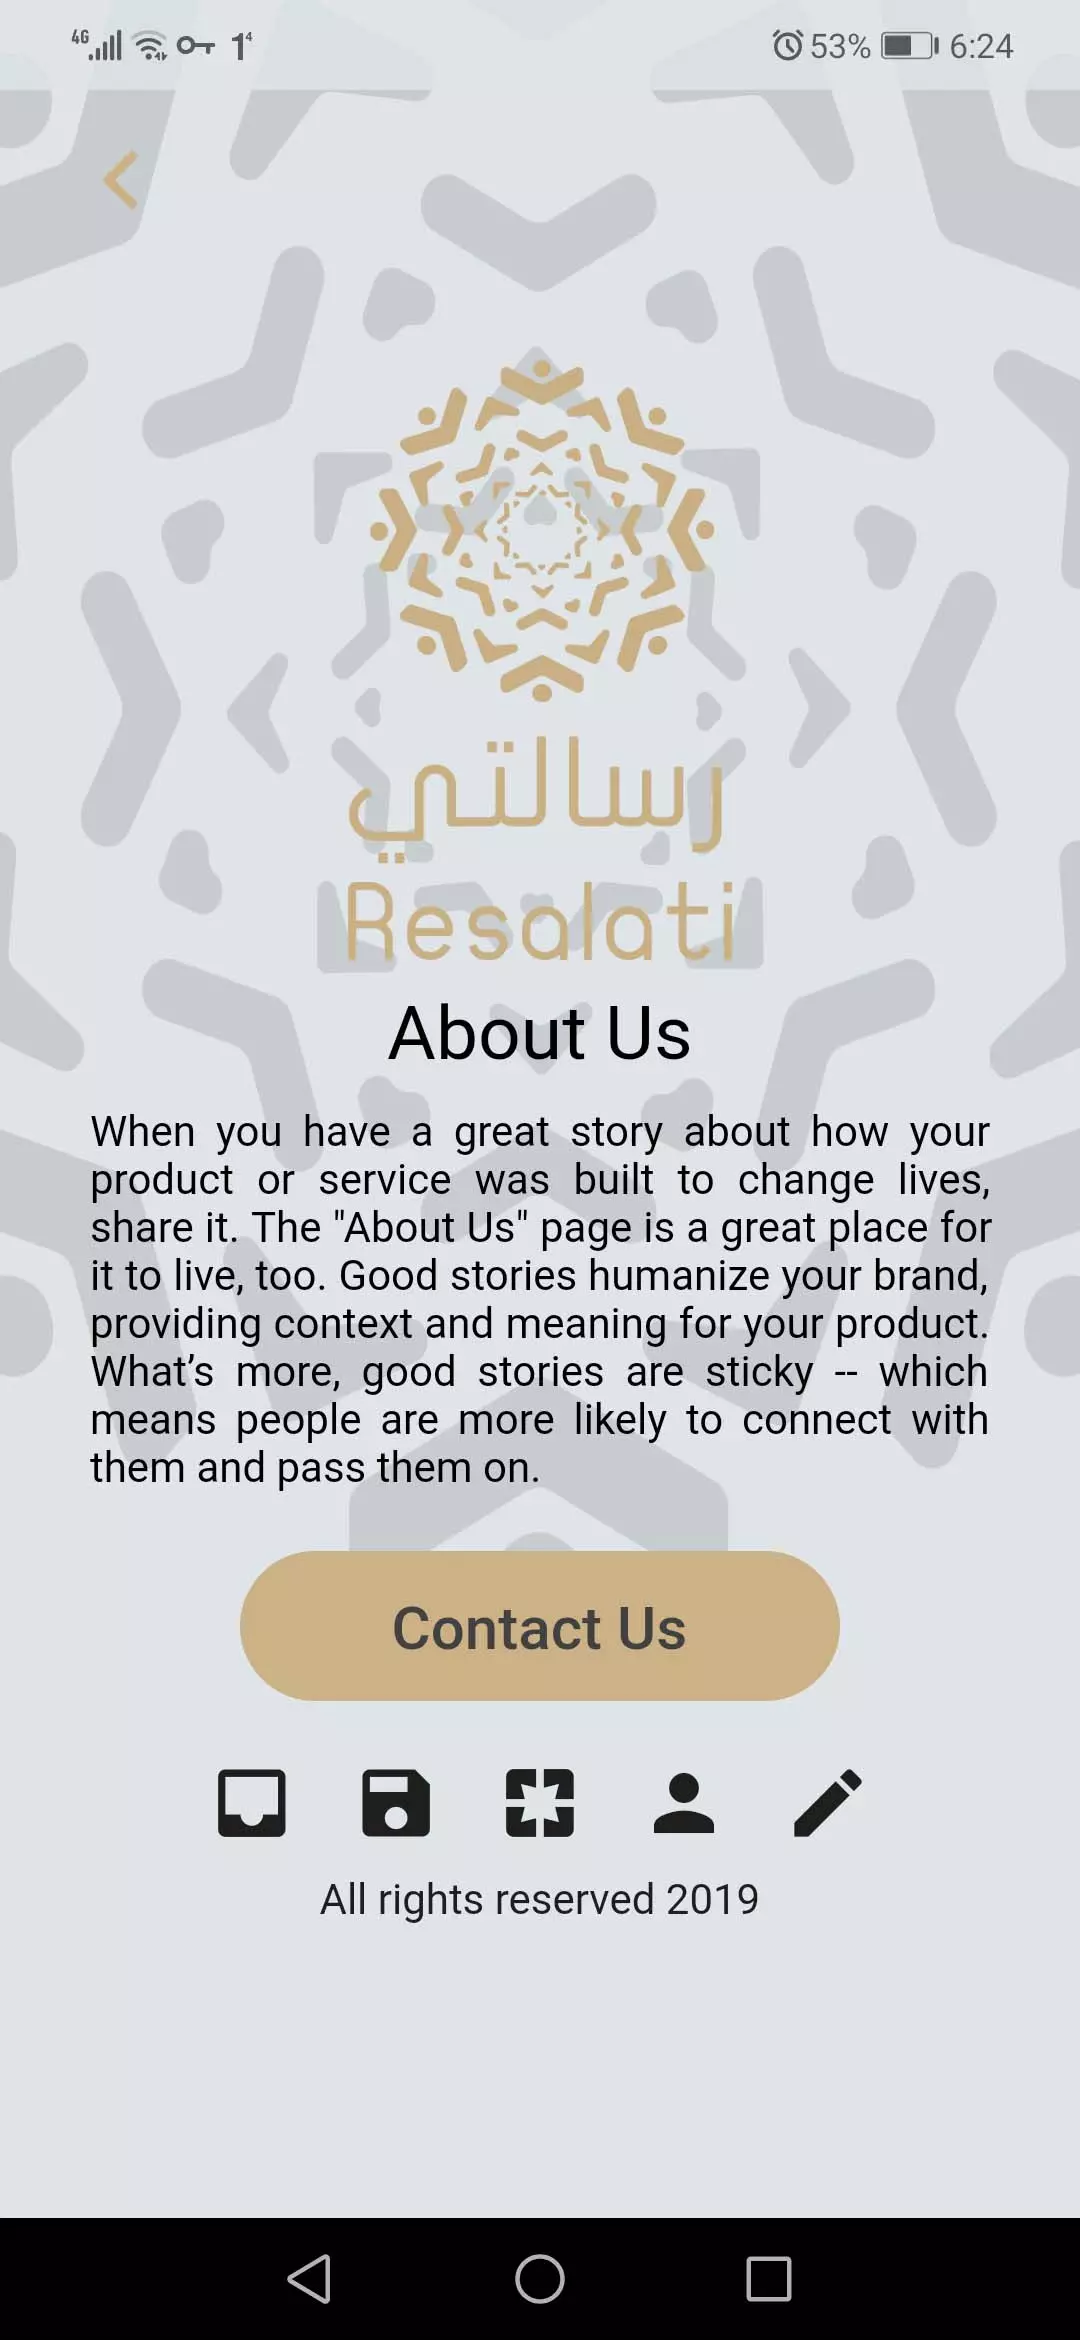 4G 1 4 53% 6:24
رسالتي
Resalati
About Us
When you have a great story about how your
product or service was built to change lives,
share it. The "About Us" page is a great place for
it to live, too. Good stories humanize your brand,
providing context and meaning for your product.
What’s more, good stories are sticky -- which
means people are more likely to connect with
them and pass them on.
Contact Us
All rights reserved 2019